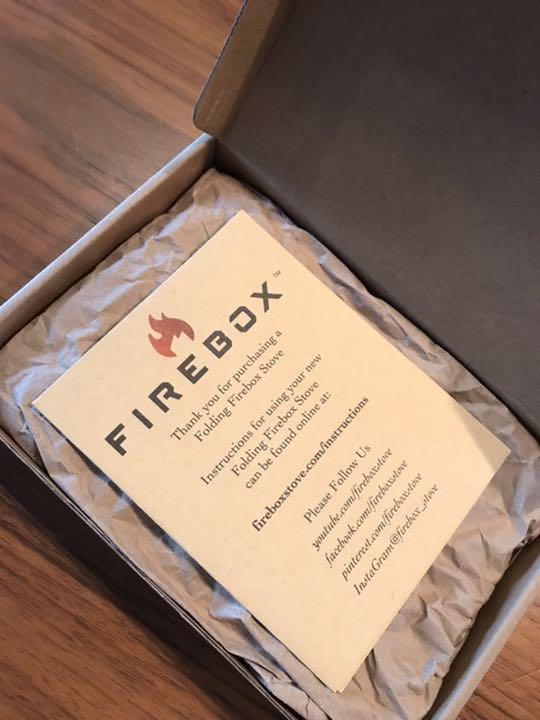 FIREBOX™
Thank you for purchasing a
Folding Firebox Stove
Instructions for using your new
Folding Firebox Stove
can be found online at:
fireboxstove.com/instructions
Please Follow Us
youtube.com/fireboxstove
facebook.com/fireboxstove
pinterest.com/fireboxstove
InstaGram@firebox_stove